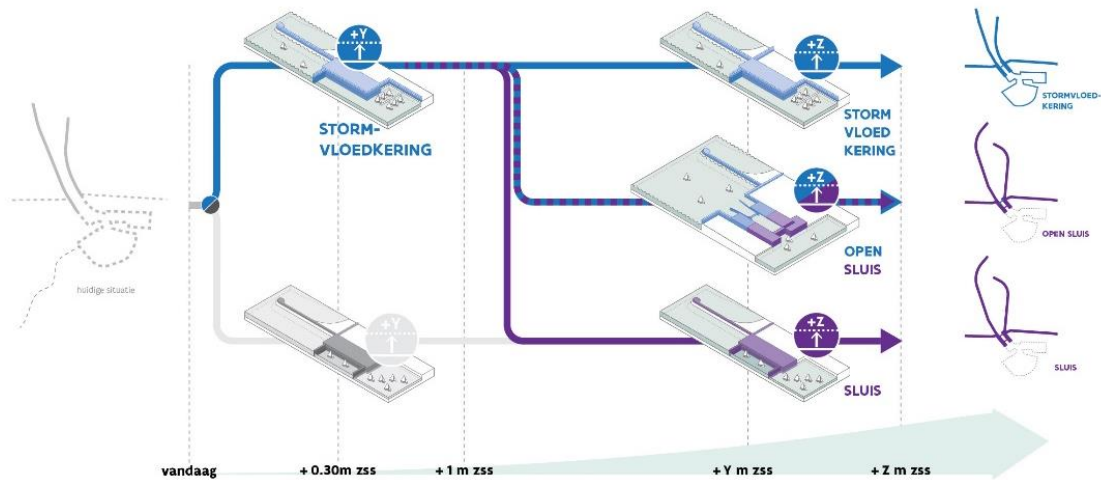 +Y
+Z
STORM-
VLOEDKERING
STORM
VLOED
KERING
STORMVLOED-
KERING
+Z
OPEN
SLUIS
OPEN SLUIS
huidige situatie
+Y
+Z
SLUIS
SLUIS
vandaag
+ 0.30m zss
+ 1 m zss
+ Y m zss
+ Z m zss